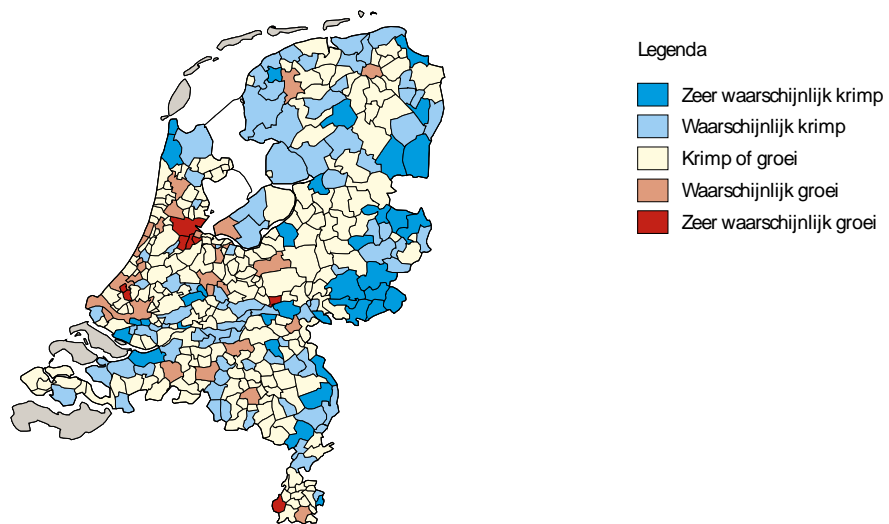 Legenda
Zeer waarschijnlijk krimp
Waarschijnlijk krimp
Krimp of groei
Waarschijnlijk groei
Zeer waarschijnlijk groei